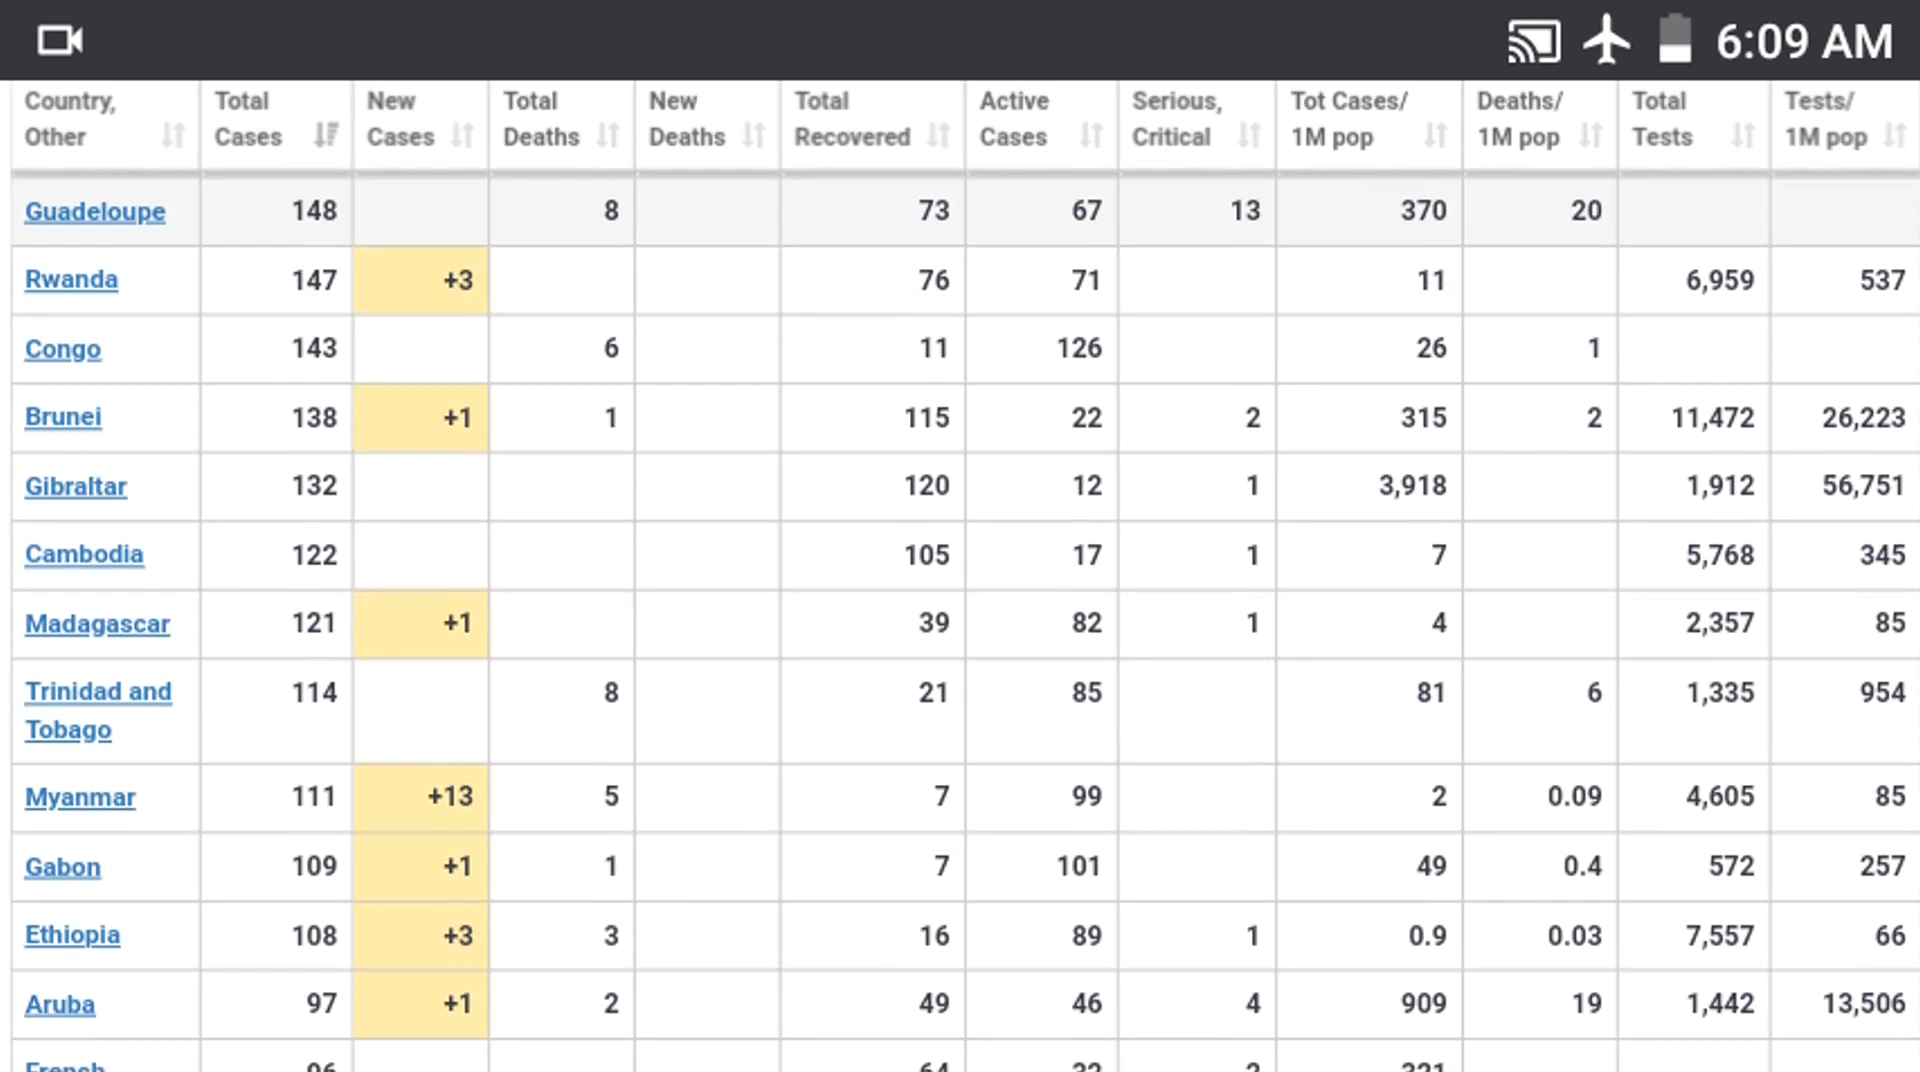 6:09 AM
Country, Other Total Cases New Cases Total Deaths New Deaths Total Recovered Active Cases Serious, Critical Tot Cases/ 1M pop Deaths/ 1M pop Total Tests Tests/ 1M pop
Guadeloupe 148 8 73 67 13 370 20
Rwanda 147 +3 76 71 11 6,959 537
Congo 143 6 11 126 26 1
Brunei 138 +1 1 115 22 2 315 2 11,472 26,223
Gibraltar 132 120 12 1 3,918 1,912 56,751
Cambodia 122 105 17 1 7 5,768 345
Madagascar 121 +1 39 82 1 4 2,357 85
Trinidad and Tobago 114 8 21 85 81 6 1,335 954
Myanmar 111 +13 5 7 99 2 0.09 4,605 85
Gabon 109 +1 1 7 101 49 0.4 572 257
Ethiopia 108 +3 3 16 89 1 0.9 0.03 7,557 66
Aruba 97 +1 2 49 46 4 909 19 1,442 13,506
French 96 64 32 2 321